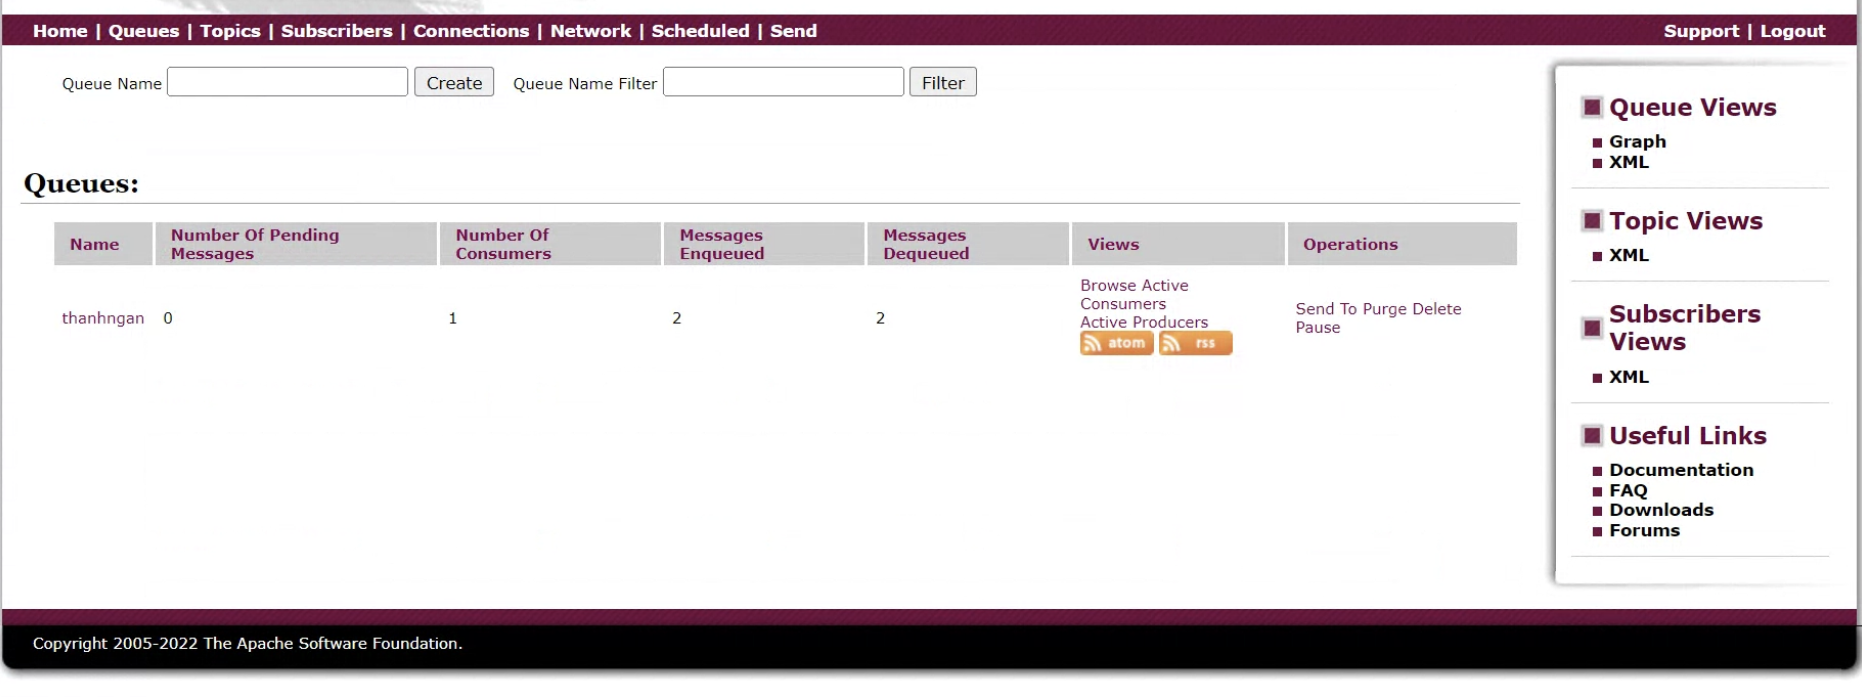 Home | Queues | Topics | Subscribers | Connections | Network | Scheduled | Send
Support | Logout
Queue Name Create Queue Name Filter Filter
Queues:
Name
Number Of Pending
Messages
Number Of
Consumers
Messages
Enqueued
Messages
Dequeued
Views
Operations
thanhngan
0
1
2
2
Browse Active
Consumers
Active Producers
atom rss
Send To Purge Delete
Pause
Queue Views
Graph
XML
Topic Views
XML
Subscribers
Views
XML
Useful Links
Documentation
FAQ
Downloads
Forums
Copyright 2005-2022 The Apache Software Foundation.